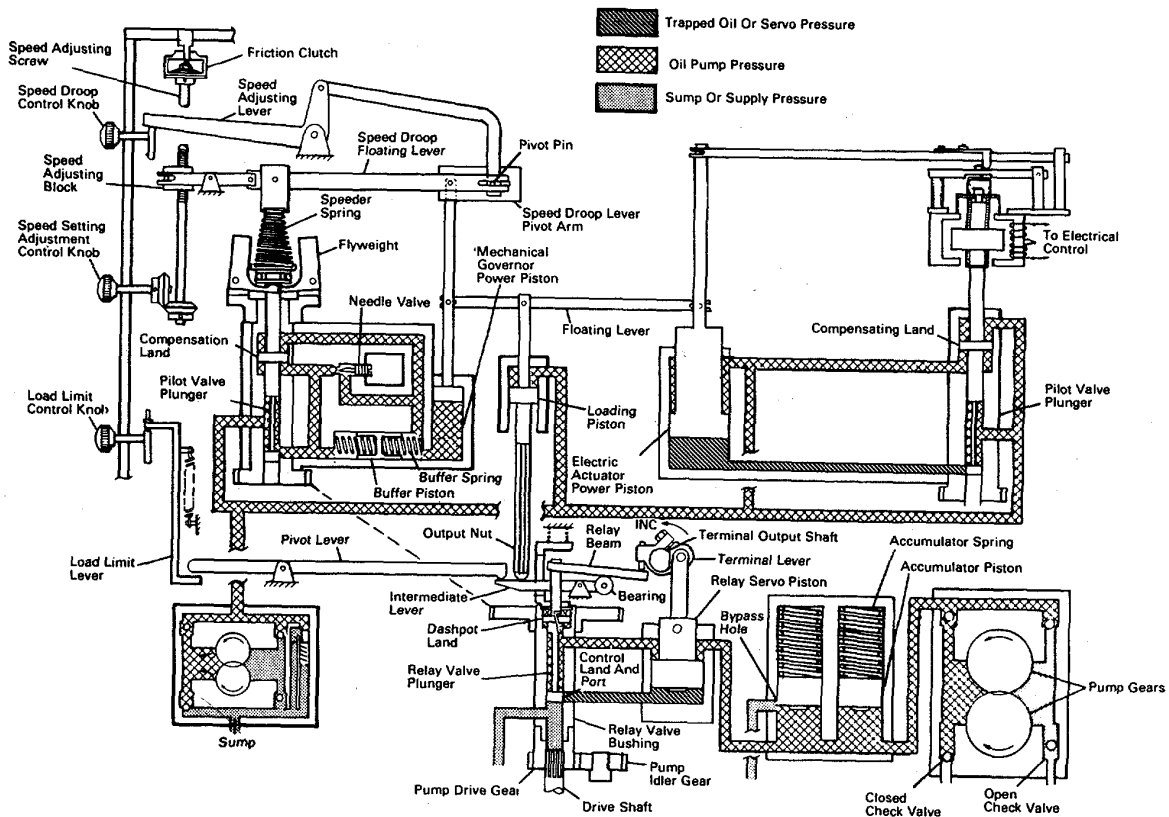 Trapped Oil Or Servo Pressure
Oil Pump Pressure
Sump Or Supply Pressure
Speed Adjusting
Screw
Friction Clutch
Speed Droop
Control Knob
Speed
Adjusting
Lever
Speed Droop
Floating Lever
Pivot Pin
Speed
Adjusting
Block
Speeder
Spring
Speed Droop Lever
Pivot Arm
Speed Setting
Adjustment
Control Knob
Flyweight
Mechanical
Governor
Power Piston
To Electrical
Control
Needle Valve
Floating Lever
Compensating Land
Compensation
Land
Pilot Valve
Plunger
Loading
Piston
Pilot Valve
Plunger
Load Limit
Control Knob
Buffer Spring
Buffer Piston
Electric
Actuator
Power Piston
INC
Terminal Output Shaft
Output Nut
Relay
Beam
Terminal Lever
Accumulator Spring
Pivot Lever
Load Limit
Lever
Relay Servo Piston
Accumulator Piston
Intermediate
Lever
Bearing
Bypass
Hole
Dashpot
Land
Relay Valve
Plunger
Control
Land And
Port
Pump Gears
Sump
Relay Valve
Bushing
Pump
Idler Gear
Pump Drive Gear
Drive Shaft
Closed
Check Valve
Open
Check Valve